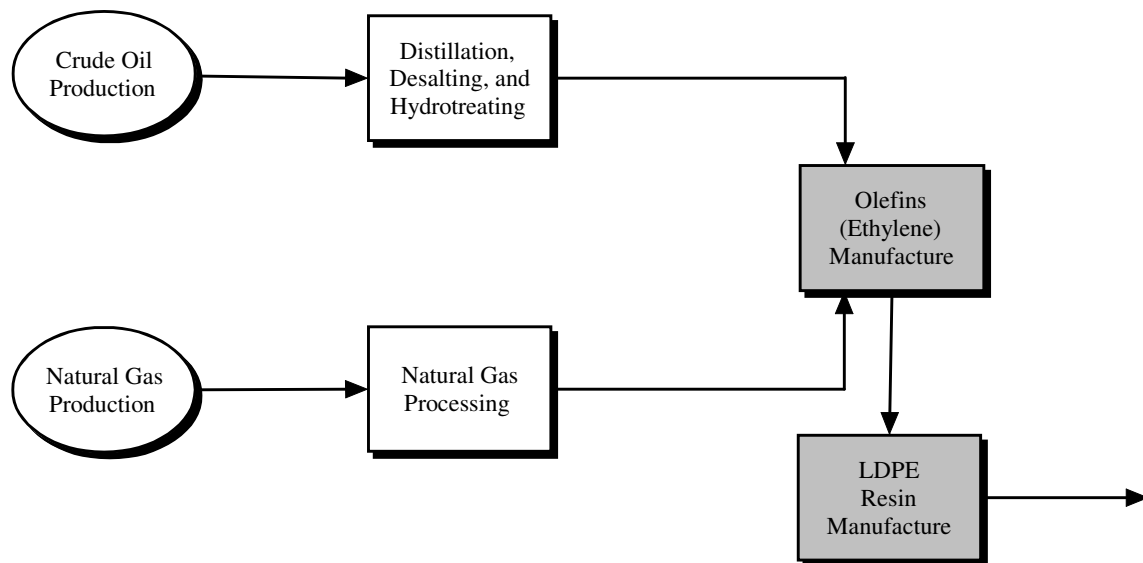 Crude Oil
Production
Distillation,
Desalting, and
Hydrotreating
Olefins
(Ethylene)
Manufacture
Natural Gas
Production
Natural Gas
Processing
LDPE
Resin
Manufacture